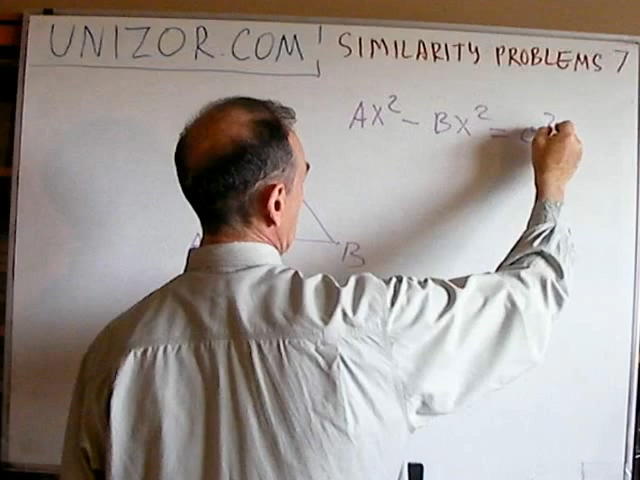 UNIZOR.COM
SIMILARITY PROBLEMS 7
AX² - BX² =
B